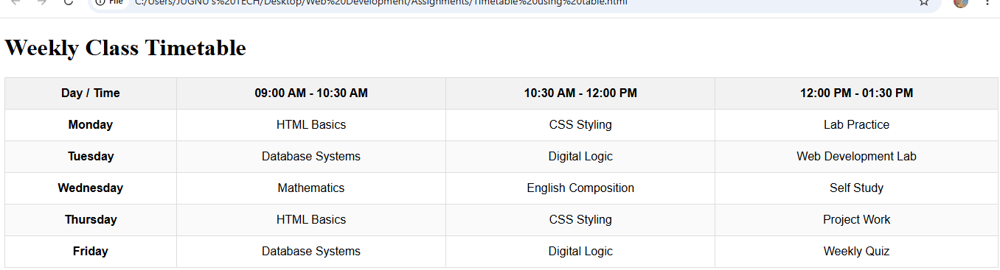 File C:/Users/JUGNU's%20TECH/Desktop/Web%20Development/Assignments/Timetable%20using%20table.html
Weekly Class Timetable
Day / Time 09:00 AM - 10:30 AM 10:30 AM - 12:00 PM 12:00 PM - 01:30 PM
Monday HTML Basics CSS Styling Lab Practice
Tuesday Database Systems Digital Logic Web Development Lab
Wednesday Mathematics English Composition Self Study
Thursday HTML Basics CSS Styling Project Work
Friday Database Systems Digital Logic Weekly Quiz